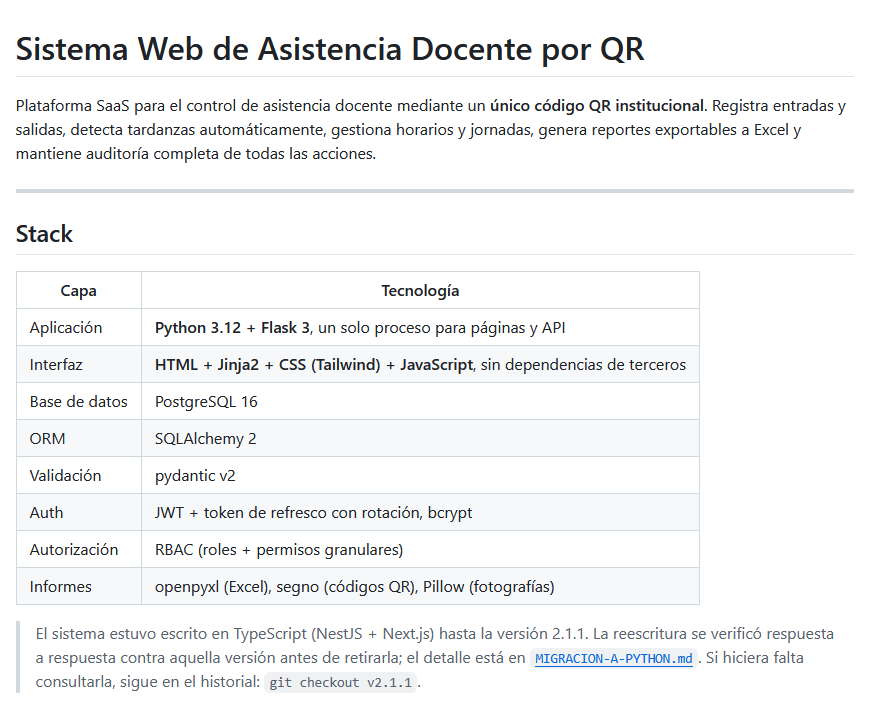 Sistema Web de Asistencia Docente por QR
Plataforma SaaS para el control de asistencia docente mediante un único código QR institucional. Registra entradas y
salidas, detecta tardanzas automáticamente, gestiona horarios y jornadas, genera reportes exportables a Excel y
mantiene auditoría completa de todas las acciones.
Stack
Capa Tecnología
Aplicación Python 3.12 + Flask 3, un solo proceso para páginas y API
Interfaz HTML + Jinja2 + CSS (Tailwind) + JavaScript, sin dependencias de terceros
Base de datos PostgreSQL 16
ORM SQLAlchemy 2
Validación pydantic v2
Auth JWT + token de refresco con rotación, bcrypt
Autorización RBAC (roles + permisos granulares)
Informes openpyxl (Excel), segno (códigos QR), Pillow (fotografías)
El sistema estuvo escrito en TypeScript (NestJS + Next.js) hasta la versión 2.1.1. La reescritura se verificó respuesta
a respuesta contra aquella versión antes de retirarla; el detalle está en MIGRACION-A-PYTHON.md. Si hiciera falta
consultarla, sigue en el historial: git checkout v2.1.1.